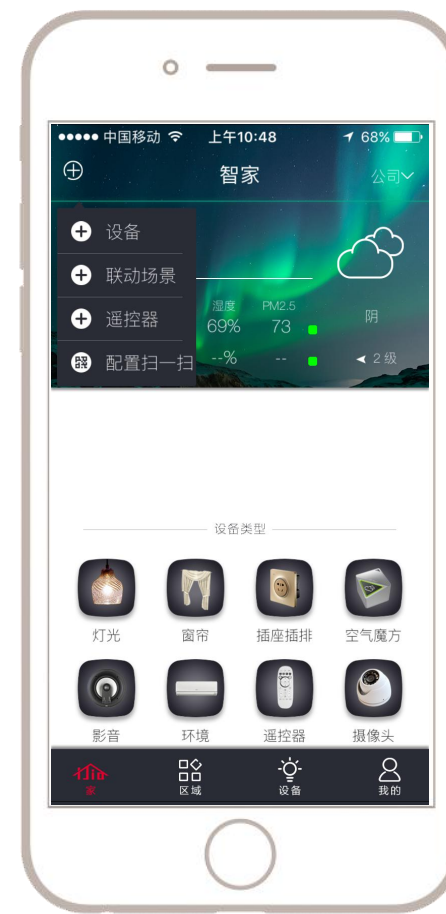 中国移动 上午10:48 68%
智家 公司
设备
联动场景
遥控器
配置扫一扫
湿度 PM2.5
69% 73
阴
--% --
2 级
设备类型
灯光 窗帘 插座插排 空气魔方
影音 环境 遥控器 摄像头
家 区域 设备 我的